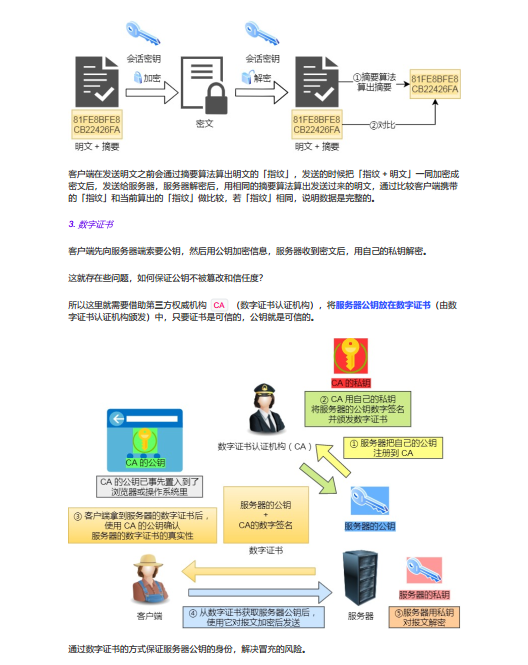 会话密钥
会话密钥
加密
解密
①摘要算法
算出摘要
81FE8BFE8
CB22426FA
81FE8BFE8
CB22426FA
密文
81FE8BFE8
CB22426FA
②对比
明文 + 摘要
明文 + 摘要
客户端在发送明文之前会通过摘要算法算出明文的「指纹」，发送的时候把「指纹 + 明文」一同加密成
密文后，发送给服务器，服务器解密后，用相同的摘要算法算出发送过来的明文，通过比较客户端携带
的「指纹」和当前算出的「指纹」做比较，若「指纹」相同，说明数据是完整的。
3. 数字证书
客户端先向服务器端索要公钥，然后用公钥加密信息，服务器收到密文后，用自己的私钥解密。
这就存在些问题，如何保证公钥不被篡改和信任度？
所以这里就需要借助第三方权威机构 CA （数字证书认证机构），将服务器公钥放在数字证书（由数
字证书认证机构颁发）中，只要证书是可信的，公钥就是可信的。
CA 的私钥
② CA 用自己的私钥
将服务器的公钥数字签名
并颁发数字证书
数字证书认证机构（CA）
① 服务器把自己的公钥
注册到 CA
CA 的公钥
CA 的公钥已事先置入到了
浏览器或操作系统里
服务器的公钥
+
CA的数字签名
③ 客户端拿到服务器的数字证书后，
使用 CA 的公钥确认
服务器的数字证书的真实性
服务器的公钥
数字证书
服务器的私钥
客户端
④ 从数字证书获取服务器公钥后，
使用它对报文加密后发送
服务器
⑤服务器用私钥
对报文解密
通过数字证书的方式保证服务器公钥的身份，解决冒充的风险。